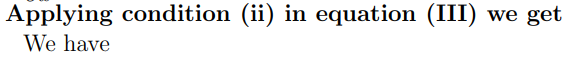 Applying condition (ii) in equation (III) we get
We have